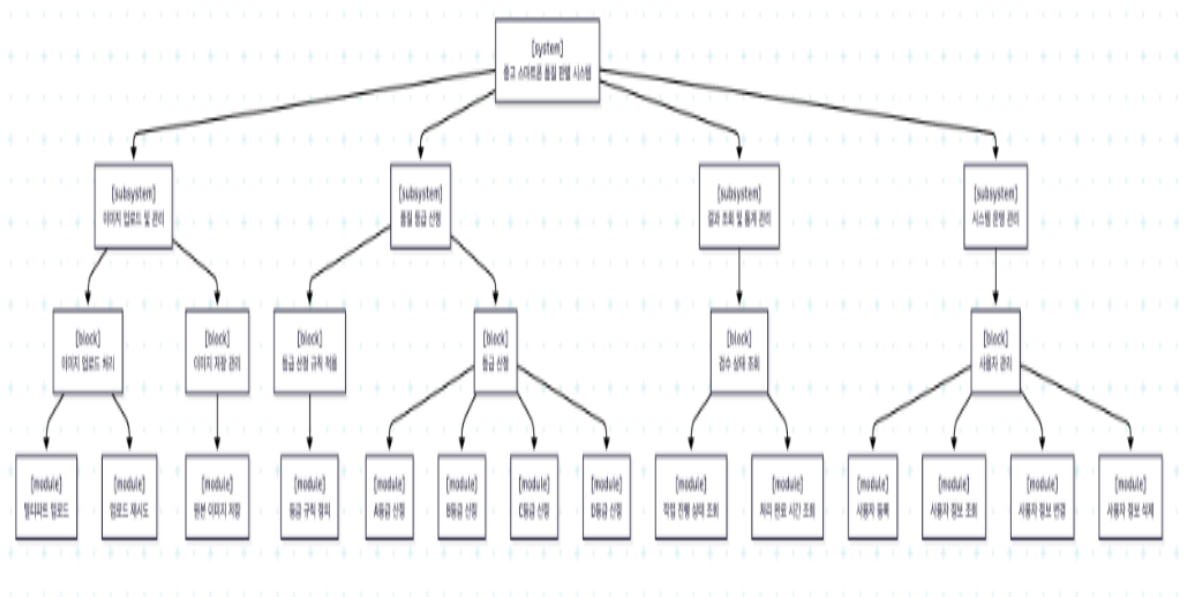 [system]
중고 스마트폰 품질 판별 시스템
[subsystem]
이미지 업로드 및 관리
[subsystem]
품질 등급 산정
[subsystem]
결과 조회 및 통계 관리
[subsystem]
시스템 운영 관리
[block]
이미지 업로드 처리
[block]
이미지 저장 관리
[block]
등급 산정 규칙 적용
[block]
등급 산정
[block]
검수 상태 조회
[block]
사용자 관리
[module]
멀티파트 업로드
[module]
업로드 재시도
[module]
원본 이미지 저장
[module]
등급 규칙 정의
[module]
A등급 산정
[module]
B등급 산정
[module]
C등급 산정
[module]
D등급 산정
[module]
작업 진행 상태 조회
[module]
처리 완료 시간 조회
[module]
사용자 등록
[module]
사용자 정보 조회
[module]
사용자 정보 변경
[module]
사용자 정보 삭제